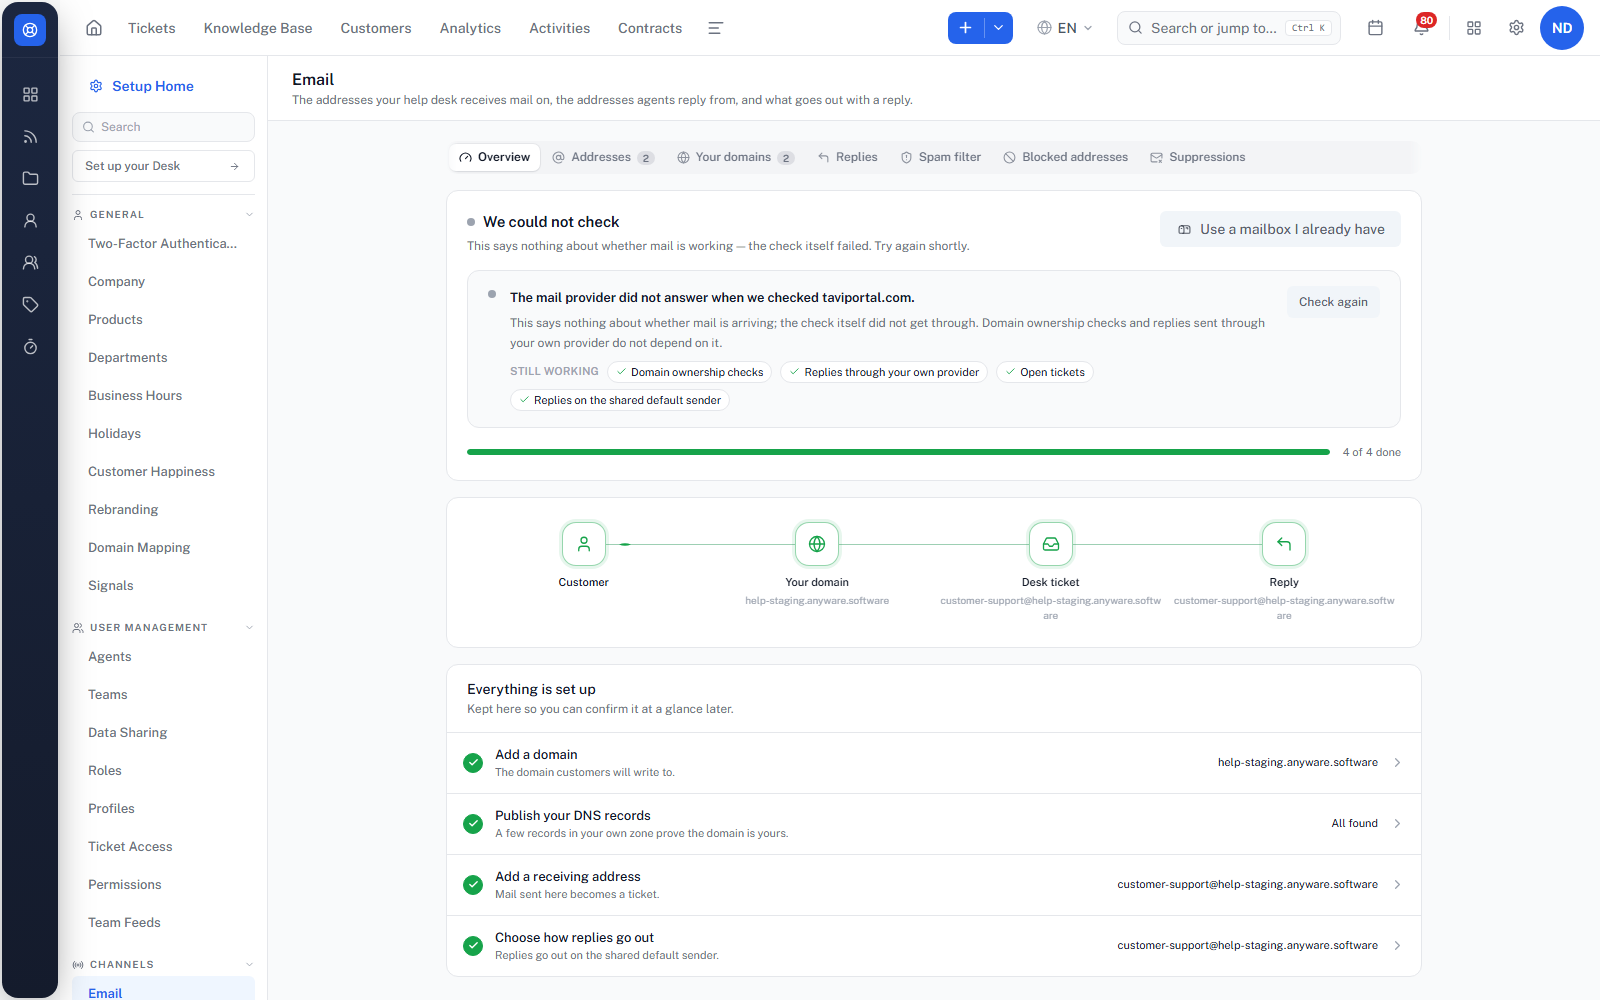 Tickets
Knowledge Base
Customers
Analytics
Activities
Contracts
EN
Search or jump to...
Ctrl K
80
ND
Setup Home
Search
Set up your Desk
GENERAL
Two-Factor Authentica...
Company
Products
Departments
Business Hours
Holidays
Customer Happiness
Rebranding
Domain Mapping
Signals
USER MANAGEMENT
Agents
Teams
Data Sharing
Roles
Profiles
Ticket Access
Permissions
Team Feeds
CHANNELS
Email
Email
The addresses your help desk receives mail on, the addresses agents reply from, and what goes out with a reply.
Overview
Addresses 2
Your domains 2
Replies
Spam filter
Blocked addresses
Suppressions
We could not check
This says nothing about whether mail is working — the check itself failed. Try again shortly.
Use a mailbox I already have
The mail provider did not answer when we checked taviportal.com.
This says nothing about whether mail is arriving; the check itself did not get through. Domain ownership checks and replies sent through
your own provider do not depend on it.
Check again
STILL WORKING
Domain ownership checks
Replies through your own provider
Open tickets
Replies on the shared default sender
4 of 4 done
Customer
Your domain
help-staging.anyware.software
Desk ticket
customer-support@help-staging.anyware.softw
are
Reply
customer-support@help-staging.anyware.softw
are
Everything is set up
Kept here so you can confirm it at a glance later.
Add a domain
The domain customers will write to.
help-staging.anyware.software
Publish your DNS records
A few records in your own zone prove the domain is yours.
All found
Add a receiving address
Mail sent here becomes a ticket.
customer-support@help-staging.anyware.software
Choose how replies go out
Replies go out on the shared default sender.
customer-support@help-staging.anyware.software